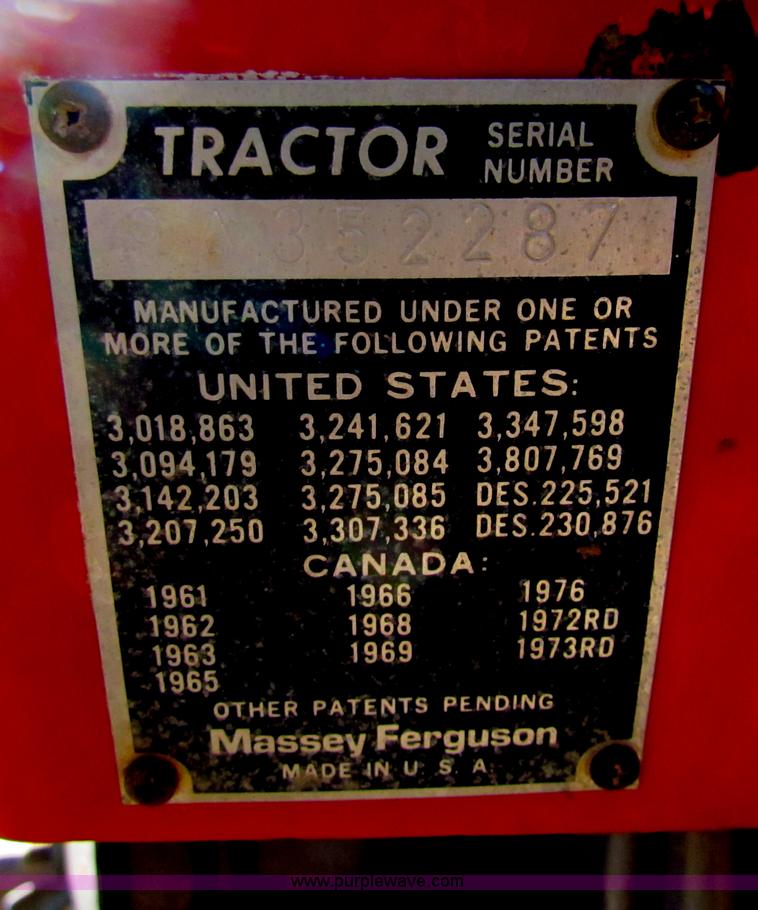 TRACTOR SERIAL NUMBER
9A352287
MANUFACTURED UNDER ONE OR
MORE OF THE FOLLOWING PATENTS
UNITED STATES:
3,018,863 3,241,621 3,347,598
3,094,179 3,275,084 3,807,769
3,142,203 3,275,085 DES.225,521
3,207,250 3,307,336 DES.230,876
CANADA:
1961 1966 1976
1962 1968 1972RD
1963 1969 1973RD
1965
OTHER PATENTS PENDING
Massey Ferguson
MADE IN U.S.A.
www.purplewave.com